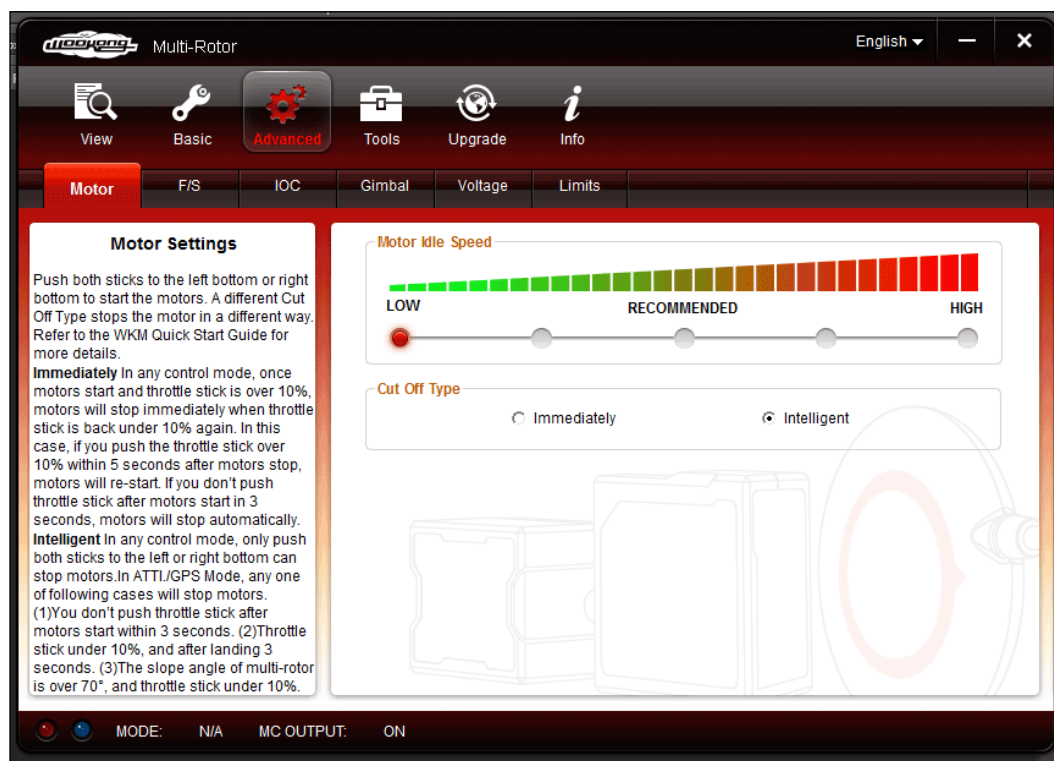 WOOKONG Multi-Rotor English
View Basic Advanced Tools Upgrade Info
Motor F/S IOC Gimbal Voltage Limits
Motor Settings
Push both sticks to the left bottom or right
bottom to start the motors. A different Cut
Off Type stops the motor in a different way.
Refer to the WKM Quick Start Guide for
more details.
Immediately In any control mode, once
motors start and throttle stick is over 10%,
motors will stop immediately when throttle
stick is back under 10% again. In this
case, if you push the throttle stick over
10% within 5 seconds after motors stop,
motors will re-start. If you don't push
throttle stick after motors start in 3
seconds, motors will stop automatically.
Intelligent In any control mode, only push
both sticks to the left or right bottom can
stop motors.In ATTI./GPS Mode, any one
of following cases will stop motors.
(1)You don't push throttle stick after
motors start within 3 seconds. (2)Throttle
stick under 10%, and after landing 3
seconds. (3)The slope angle of multi-rotor
is over 70°, and throttle stick under 10%.
Motor Idle Speed
LOW RECOMMENDED HIGH
Cut Off Type
Immediately Intelligent
MODE: N/A MC OUTPUT: ON